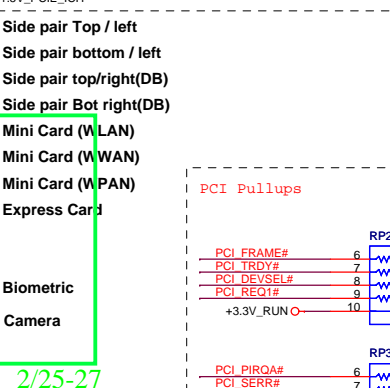 Side pair Top / left
Side pair bottom / left
Side pair top/right(DB)
Side pair Bot right(DB)
Mini Card (WLAN)
Mini Card (WWAN)
Mini Card (WPAN)
Express Card
Biometric
Camera
2/25-27
PCI Pullups
RP2
PCI_FRAME# 6
PCI_TRDY# 7
PCI_DEVSEL# 8
PCI_REQ1# 9
+3.3V_RUN 10
RP3
PCI_PIRQA# 6
PCI_SERR# 7